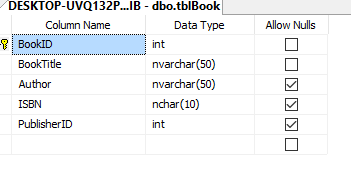 DESKTOP-UVQ132P...IB - dbo.tblBook
Column Name Data Type Allow Nulls
BookID int
BookTitle nvarchar(50)
Author nvarchar(50)
ISBN nchar(10)
PublisherID int